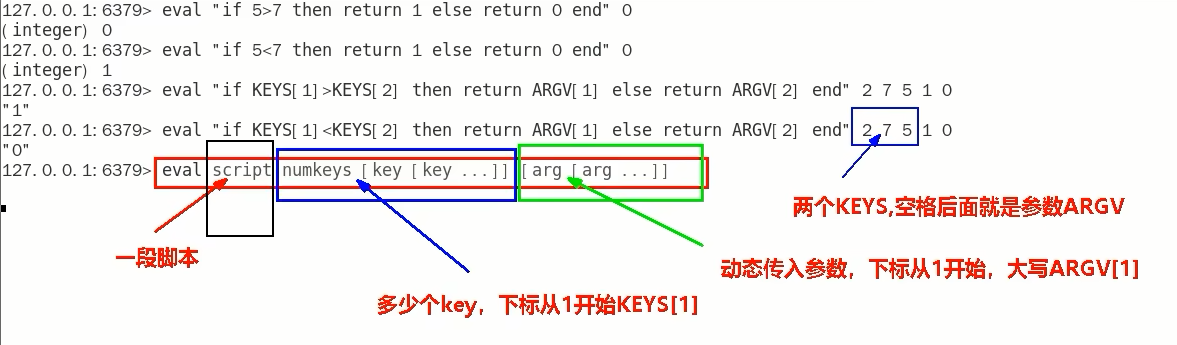 127.0.0.1:6379> eval "if 5>7 then return 1 else return 0 end" 0
(integer) 0
127.0.0.1:6379> eval "if 5<7 then return 1 else return 0 end" 0
(integer) 1
127.0.0.1:6379> eval "if KEYS[1]>KEYS[2] then return ARGV[1] else return ARGV[2] end" 2 7 5 1 0
"1"
127.0.0.1:6379> eval "if KEYS[1]<KEYS[2] then return ARGV[1] else return ARGV[2] end" 2 7 5 1 0
"0"
127.0.0.1:6379> eval script numkeys [key [key ...]] [arg [arg ...]]
两个KEYS,空格后面就是参数ARGV
一段脚本
动态传入参数，下标从1开始，大写ARGV[1]
多少个key，下标从1开始KEYS[1]